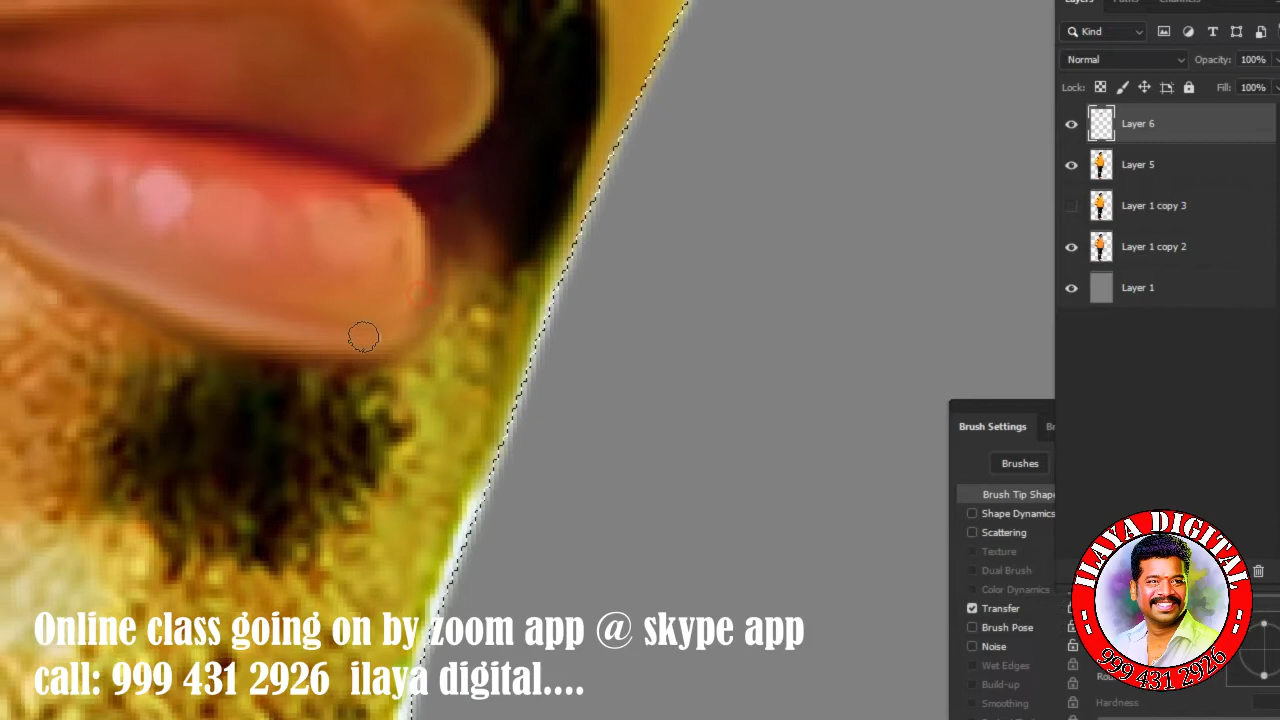 Layers
Kind
Normal
Opacity: 100%
Lock:
Fill: 100%
Layer 6
Layer 5
Layer 1 copy 3
Layer 1 copy 2
Layer 1
Brush Settings
Brushes
Brush Tip Shape
Shape Dynamics
Scattering
Texture
Dual Brush
Color Dynamics
Transfer
Brush Pose
Noise
Wet Edges
Build-up
Smoothing
Hardness
ILAYA DIGITAL
999 431 2926
Online class going on by zoom app @ skype app
call: 999 431 2926 ilaya digital....